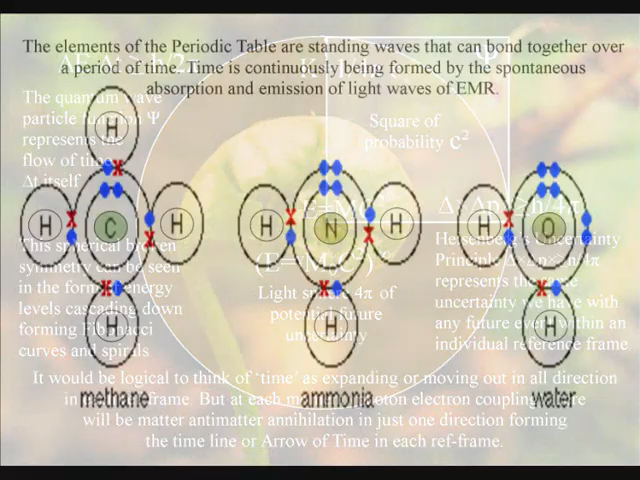 The elements of the Periodic Table are standing waves that can bond together over
a period of time. Time is continuously being formed by the spontaneous
absorption and emission of light waves of EMR.
ΔE Δt ≥ h/2π
Ψ
The quantum wave
particle function Ψ
represents the
flow of time
Δt itself
Square of
probability c²
H
H
C
H
H
H
N
H
H
H
O
H
E=M₀C²
Δ×Δp×≥h/4π
This spherical broken
symmetry can be seen
in the form of energy
levels cascading down
forming Fibonacci
curves and spirals
(E=M₀C²)
Light sphere 4π of
potential future
uncertainty
Heisenberg's Uncertainty
Principle Δ×Δp×≥h/4π
represents the same
uncertainty we have with
any future event within an
individual reference frame
It would be logical to think of 'time' as expanding or moving out in all direction
in frame. But at each electron coupling
will be matter antimatter annihilation in just one direction forming
the time line or Arrow of Time in each ref-frame.
methane
ammonia
water